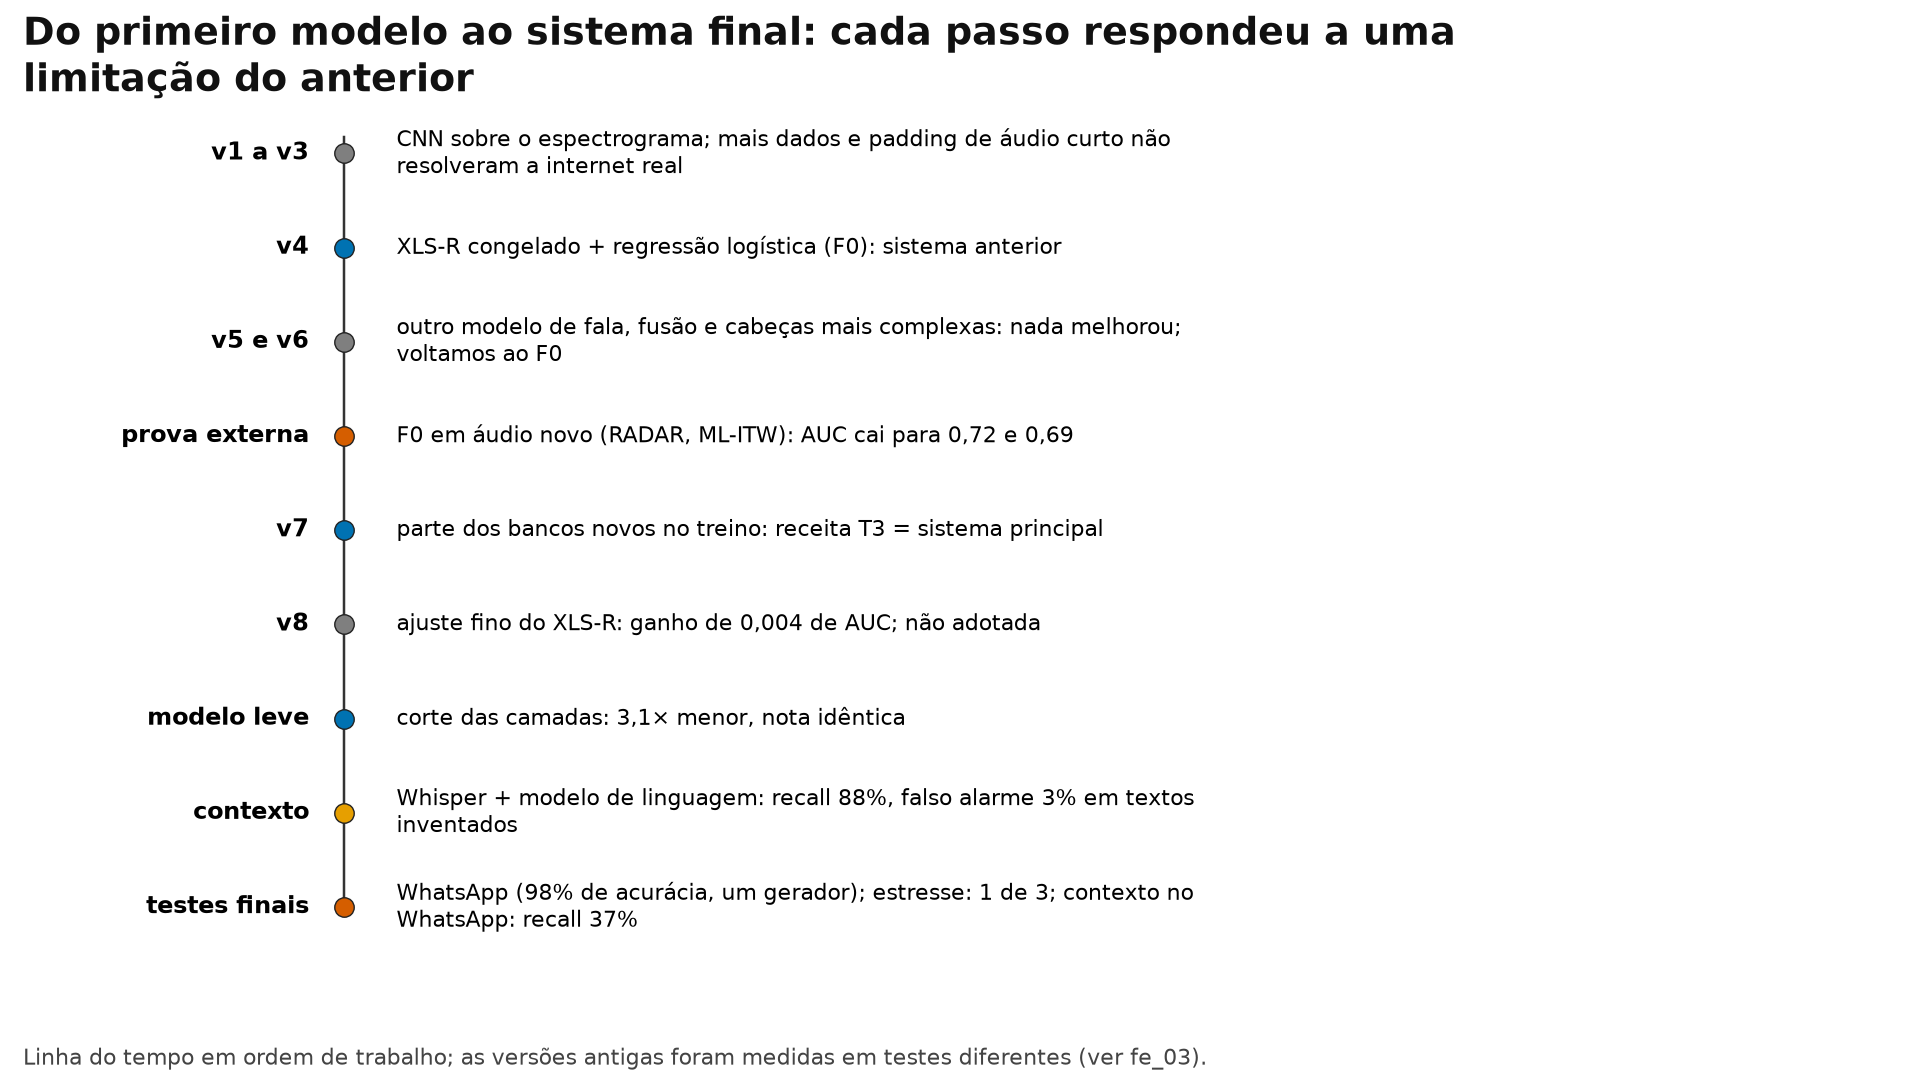 Do primeiro modelo ao sistema final: cada passo respondeu a uma
limitação do anterior
v1 a v3
CNN sobre o espectrograma; mais dados e padding de áudio curto não
resolveram a internet real
v4
XLS-R congelado + regressão logística (F0): sistema anterior
v5 e v6
outro modelo de fala, fusão e cabeças mais complexas: nada melhorou;
voltamos ao F0
prova externa
F0 em áudio novo (RADAR, ML-ITW): AUC cai para 0,72 e 0,69
v7
parte dos bancos novos no treino: receita T3 = sistema principal
v8
ajuste fino do XLS-R: ganho de 0,004 de AUC; não adotada
modelo leve
corte das camadas: 3,1× menor, nota idêntica
contexto
Whisper + modelo de linguagem: recall 88%, falso alarme 3% em textos
inventados
testes finais
WhatsApp (98% de acurácia, um gerador); estresse: 1 de 3; contexto no
WhatsApp: recall 37%
Linha do tempo em ordem de trabalho; as versões antigas foram medidas em testes diferentes (ver fe_03).